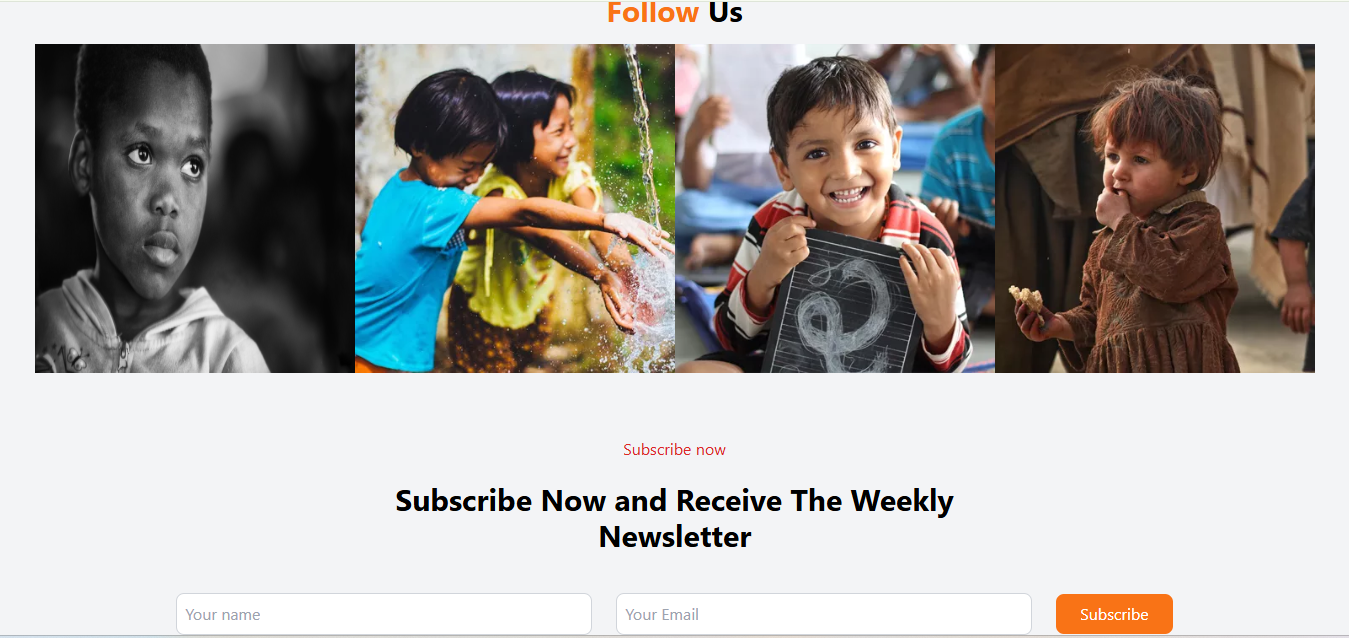 Follow Us
Subscribe now
Subscribe Now and Receive The Weekly
Newsletter
Your name
Your Email
Subscribe